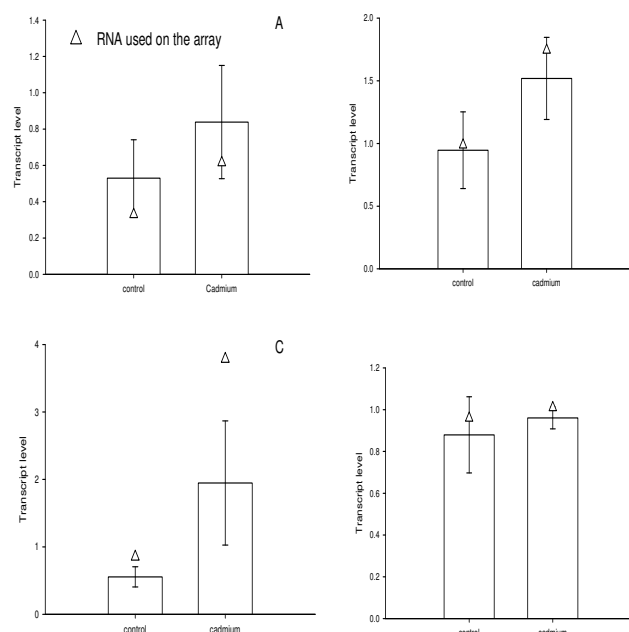 A
RNA used on the array
Transcript level
1.4
1.2
1.0
0.8
0.6
0.4
0.2
0.0
control
Cadmium
Transcript level
2.0
1.5
1.0
0.5
0.0
control
cadmium
C
Transcript level
4
3
2
1
0
control
cadmium
Transcript level
1.2
1.0
0.8
0.6
0.4
0.2
0.0
control
cadmium